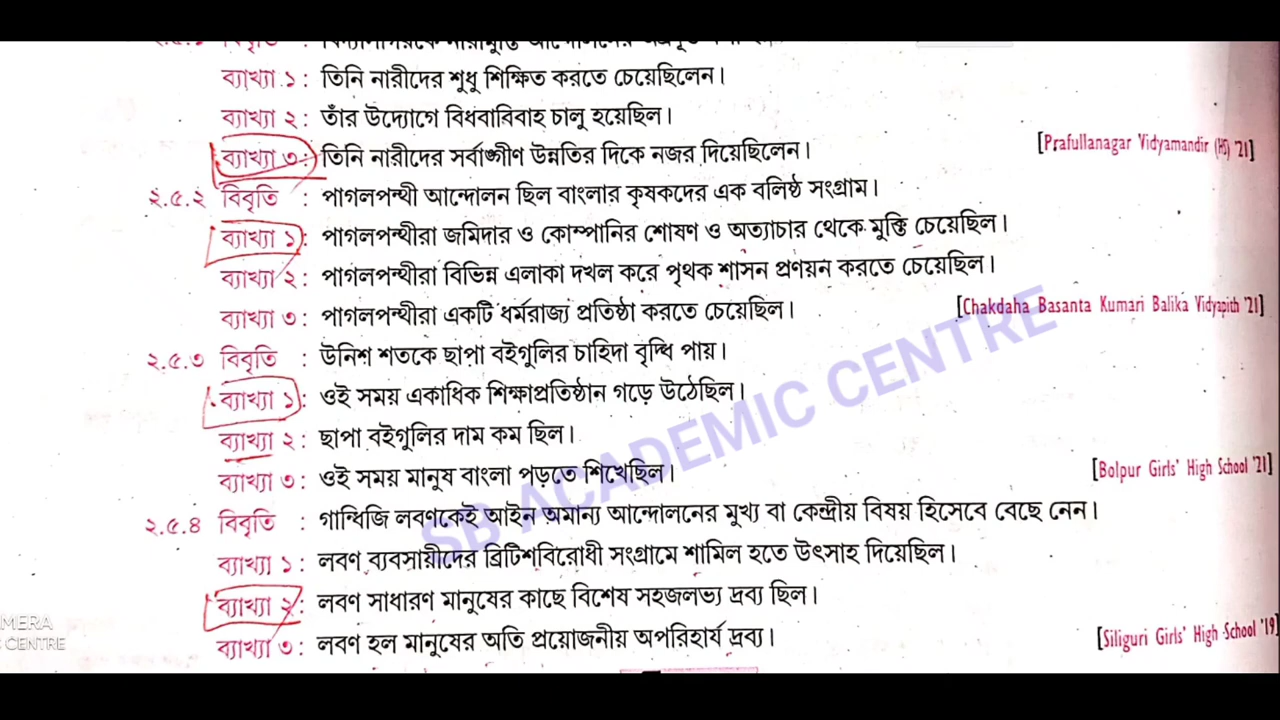 ব্যাখ্যা ১ : তিনি নারীদের শুধু শিক্ষিত করতে চেয়েছিলেন।
ব্যাখ্যা ২ : তাঁর উদ্যোগে বিধবাবিবাহ চালু হয়েছিল।
ব্যাখ্যা ৩ : তিনি নারীদের সর্বাঙ্গীণ উন্নতির দিকে নজর দিয়েছিলেন। [Prafullanagar Vidyamandir (HS) '21]
২.৫.২ বিবৃতি : পাগলপন্থী আন্দোলন ছিল বাংলার কৃষকদের এক বলিষ্ঠ সংগ্রাম।
ব্যাখ্যা ১ : পাগলপন্থীরা জমিদার ও কোম্পানির শোষণ ও অত্যাচার থেকে মুক্তি চেয়েছিল।
ব্যাখ্যা ২ : পাগলপন্থীরা বিভিন্ন এলাকা দখল করে পৃথক শাসন প্রণয়ন করতে চেয়েছিল।
ব্যাখ্যা ৩ : পাগলপন্থীরা একটি ধর্মরাজ্য প্রতিষ্ঠা করতে চেয়েছিল। [Chakdaha Basanta Kumari Balika Vidyapith '21]
২.৫.৩ বিবৃতি : উনিশ শতকে ছাপা বইগুলির চাহিদা বৃদ্ধি পায়।
ব্যাখ্যা ১ : ওই সময় একাধিক শিক্ষাপ্রতিষ্ঠান গড়ে উঠেছিল।
ব্যাখ্যা ২ : ছাপা বইগুলির দাম কম ছিল।
ব্যাখ্যা ৩ : ওই সময় মানুষ বাংলা পড়তে শিখেছিল। [Bolpur Girls' High School '21]
২.৫.৪ বিবৃতি : গান্ধিজি লবণকেই আইন অমান্য আন্দোলনের মুখ্য বা কেন্দ্রীয় বিষয় হিসেবে বেছে নেন।
ব্যাখ্যা ১ : লবণ ব্যবসায়ীদের ব্রিটিশবিরোধী সংগ্রামে শামিল হতে উৎসাহ দিয়েছিল।
ব্যাখ্যা ২ : লবণ সাধারণ মানুষের কাছে বিশেষ সহজলভ্য দ্রব্য ছিল।
ব্যাখ্যা ৩ : লবণ হল মানুষের অতি প্রয়োজনীয় অপরিহার্য দ্রব্য। [Siliguri Girls' High School '19]
SB ACADEMIC CENTRE
MERA
CENTRE